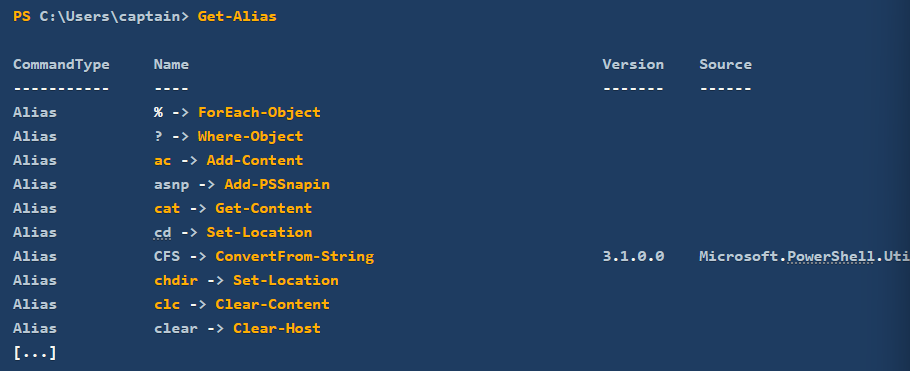 PS C:\Users\captain> Get-Alias
CommandType     Name                                               Version    Source
-----------     ----                                               -------    ------
Alias           % -> ForEach-Object
Alias           ? -> Where-Object
Alias           ac -> Add-Content
Alias           asnp -> Add-PSSnapin
Alias           cat -> Get-Content
Alias           cd -> Set-Location
Alias           CFS -> ConvertFrom-String                          3.1.0.0    Microsoft.PowerShell.Uti
Alias           chdir -> Set-Location
Alias           clc -> Clear-Content
Alias           clear -> Clear-Host
[...]